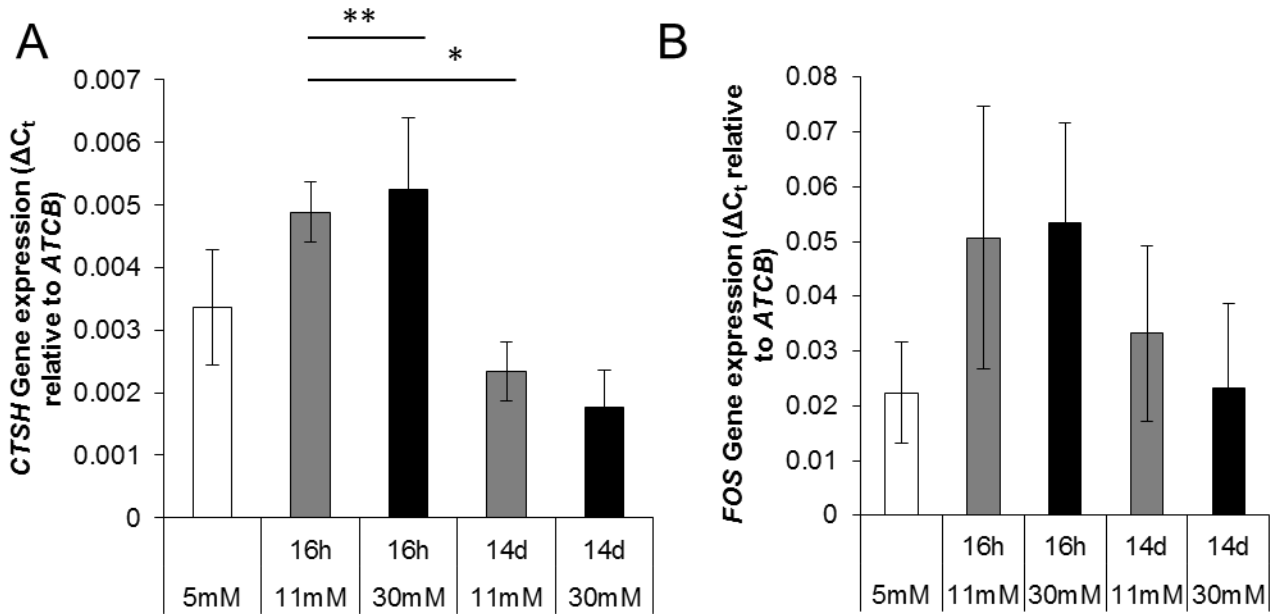 A
**
*
CTSH Gene expression (ΔCt
relative to ATCB)
0.007
0.006
0.005
0.004
0.003
0.002
0.001
0
16h 16h 14d 14d
5mM 11mM 30mM 11mM 30mM
B
FOS Gene expression (ΔCt relative
to ATCB)
0.08
0.07
0.06
0.05
0.04
0.03
0.02
0.01
0
16h 16h 14d 14d
5mM 11mM 30mM 11mM 30mM